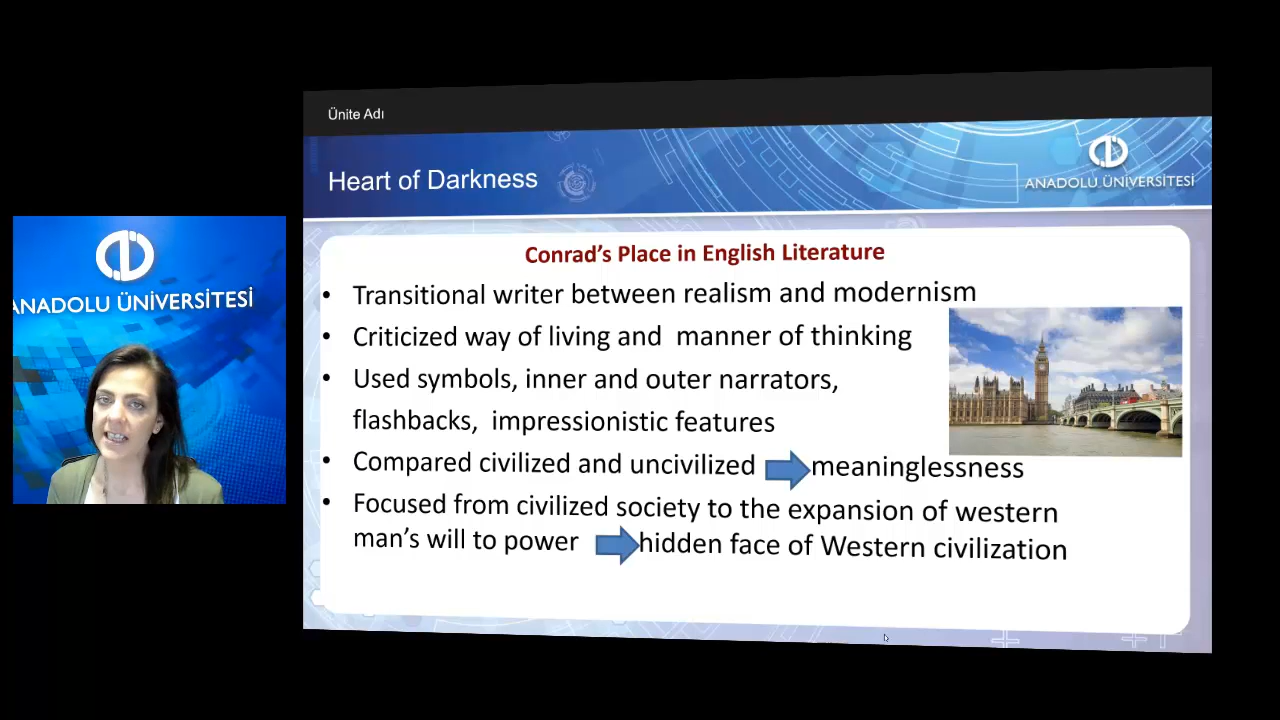 Ünite Adı
Heart of Darkness
ANADOLU ÜNİVERSİTESİ
ANADOLU ÜNİVERSİTESİ
Conrad's Place in English Literature
• Transitional writer between realism and modernism
• Criticized way of living and manner of thinking
• Used symbols, inner and outer narrators,
flashbacks, impressionistic features
• Compared civilized and uncivilized meaninglessness
• Focused from civilized society to the expansion of western
man's will to power hidden face of Western civilization